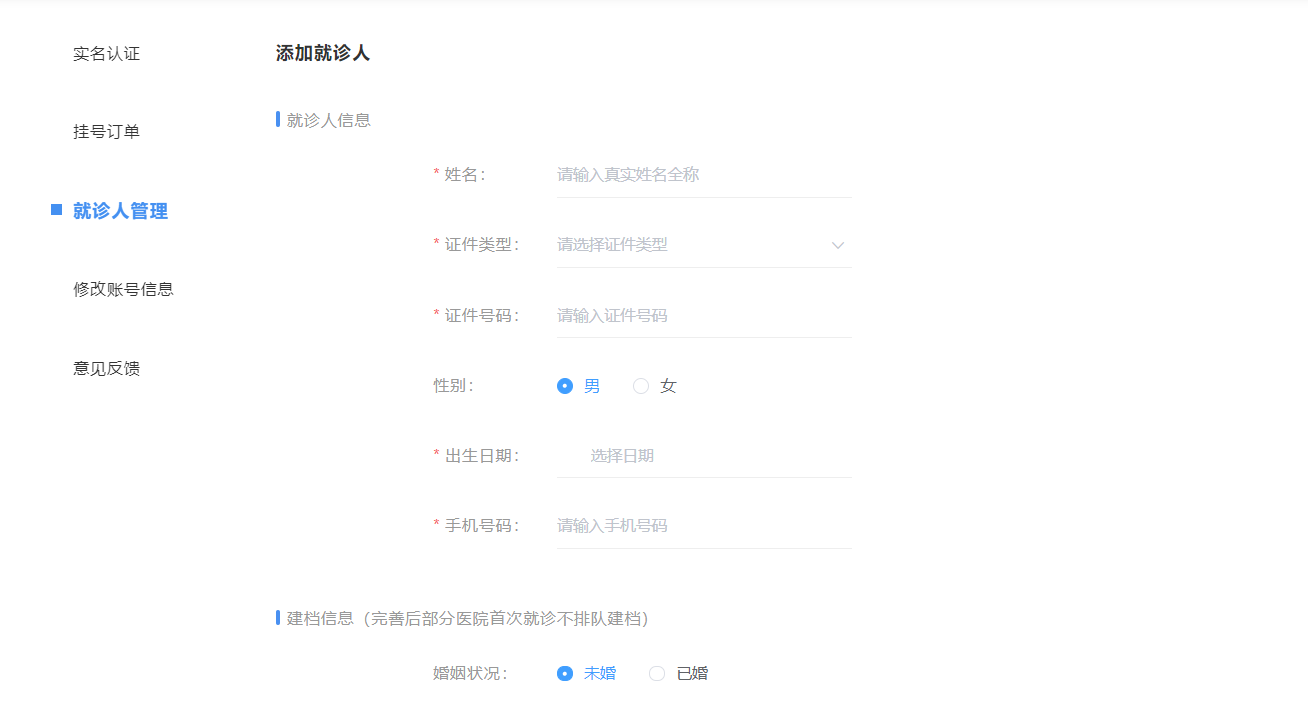 实名认证
挂号订单
就诊人管理
修改账号信息
意见反馈
添加就诊人
就诊人信息
* 姓名: 请输入真实姓名全称
* 证件类型: 请选择证件类型
* 证件号码: 请输入证件号码
性别: 男 女
* 出生日期: 选择日期
* 手机号码: 请输入手机号码
建档信息（完善后部分医院首次就诊不排队建档）
婚姻状况: 未婚 已婚